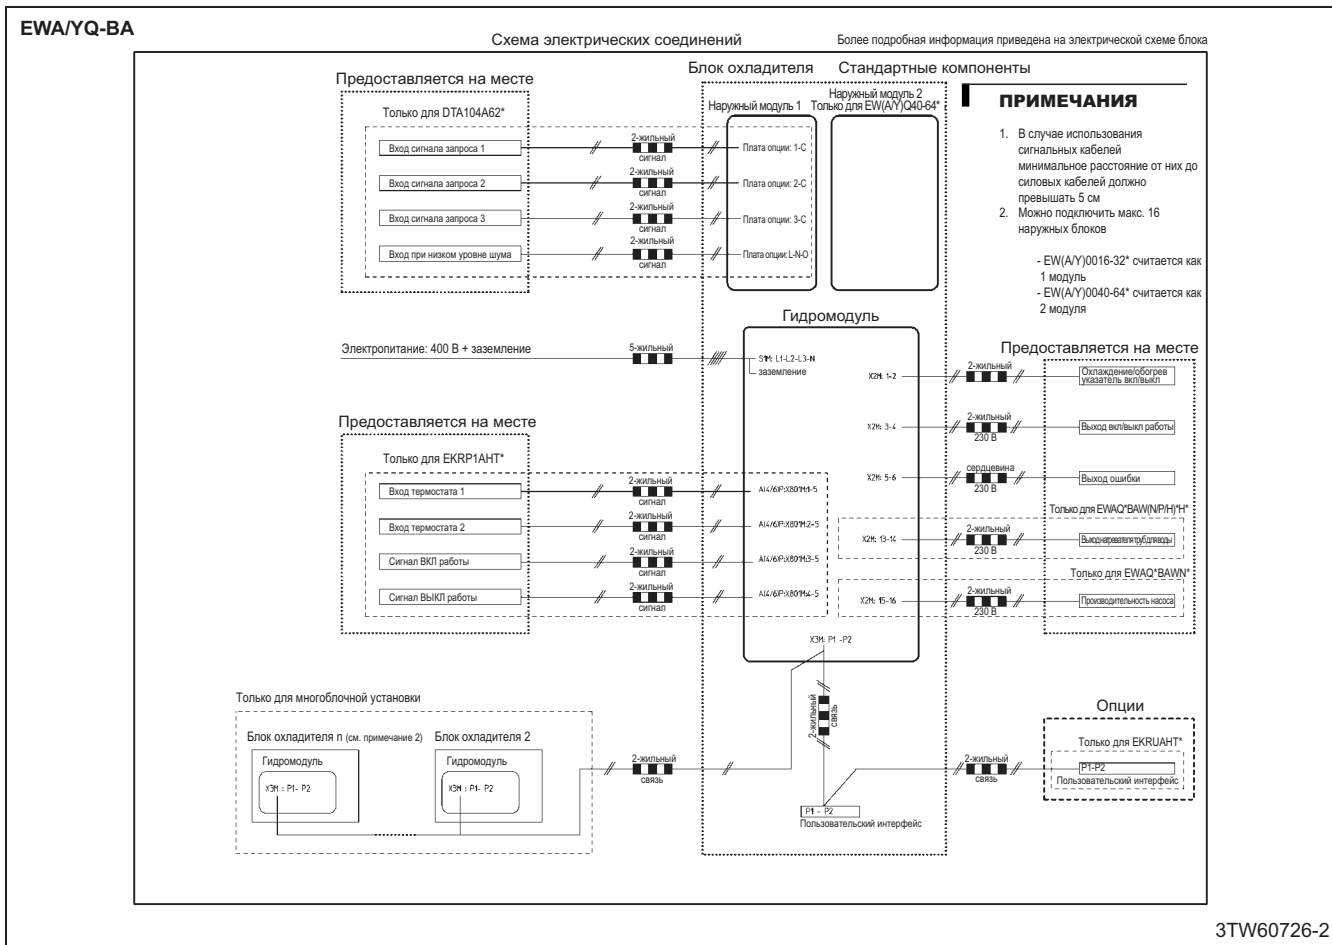 EWA/YQ-BA
Схема электрических соединений
Более подробная информация приведена на электрической схеме блока
Предоставляется на месте
Только для DTA104A62*
Вход сигнала запроса 1
2-жильный
сигнал
Плата опции: 1-C
Вход сигнала запроса 2
2-жильный
сигнал
Плата опции: 2-C
Вход сигнала запроса 3
2-жильный
сигнал
Плата опции: 3-C
Вход при низком уровне шума
2-жильный
сигнал
Плата опции: L-N-O
Блок охладителя
Стандартные компоненты
Наружный модуль 1
Наружный модуль 2
Только для EW(A/Y)Q40-64*
ПРИМЕЧАНИЯ
1. В случае использования
сигнальных кабелей
минимальное расстояние от них до
силовых кабелей должно
превышать 5 см
2. Можно подключить макс. 16
наружных блоков
- EW(A/Y)0016-32* считается как
1 модуль
- EW(A/Y)0040-64* считается как
2 модуля
Электропитание: 400 В + заземление
5-жильный
S1M: L1-L2-L3-N
заземление
Гидромодуль
Предоставляется на месте
Только для EKRP1AHT*
Вход термостата 1
2-жильный
сигнал
A(4/6)P:X801M:1-5
Вход термостата 2
2-жильный
сигнал
A(4/6)P:X801M:2-5
Сигнал ВКЛ работы
2-жильный
сигнал
A(4/6)P:X801M:3-5
Сигнал ВЫКЛ работы
2-жильный
сигнал
A(4/6)P:X801M:4-5
Предоставляется на месте
X2M: 1-2
2-жильный
Охлаждение/обогрев
указатель вкл/выкл
X2M: 3-4
2-жильный
230 В
Выход вкл/выкл работы
X2M: 5-6
сердцевина
230 В
Выход ошибки
Только для EWAQ*BAW(N/P/H)*H*
X2M: 13-14
2-жильный
230 В
Выход нагревателя труб для воды
Только для EWAQ*BAWN*
X2M: 15-16
2-жильный
230 В
Производительность насоса
X3M: P1 -P2
2-жильный
связь
Только для многоблочной установки
Блок охладителя n (см. примечание 2)
Гидромодуль
X3M : P1- P2
Блок охладителя 2
Гидромодуль
X3M : P1- P2
2-жильный
связь
P1 - P2
Пользовательский интерфейс
2-жильный
связь
Опции
Только для EKRUAHT*
P1-P2
Пользовательский интерфейс
3TW60726-2